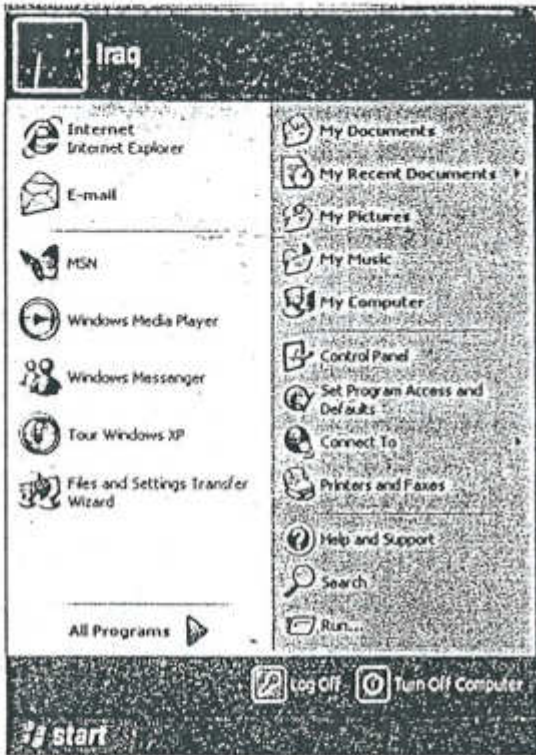 Iraq
Internet
Internet Explorer
E-mail
MSN
Windows Media Player
Windows Messenger
Tour Windows XP
Files and Settings Transfer
Wizard
All Programs
My Documents
My Recent Documents
My Pictures
My Music
My Computer
Control Panel
Set Program Access and
Defaults
Connect To
Printers and Faxes
Help and Support
Search
Run...
Log Off
Turn Off Computer
start